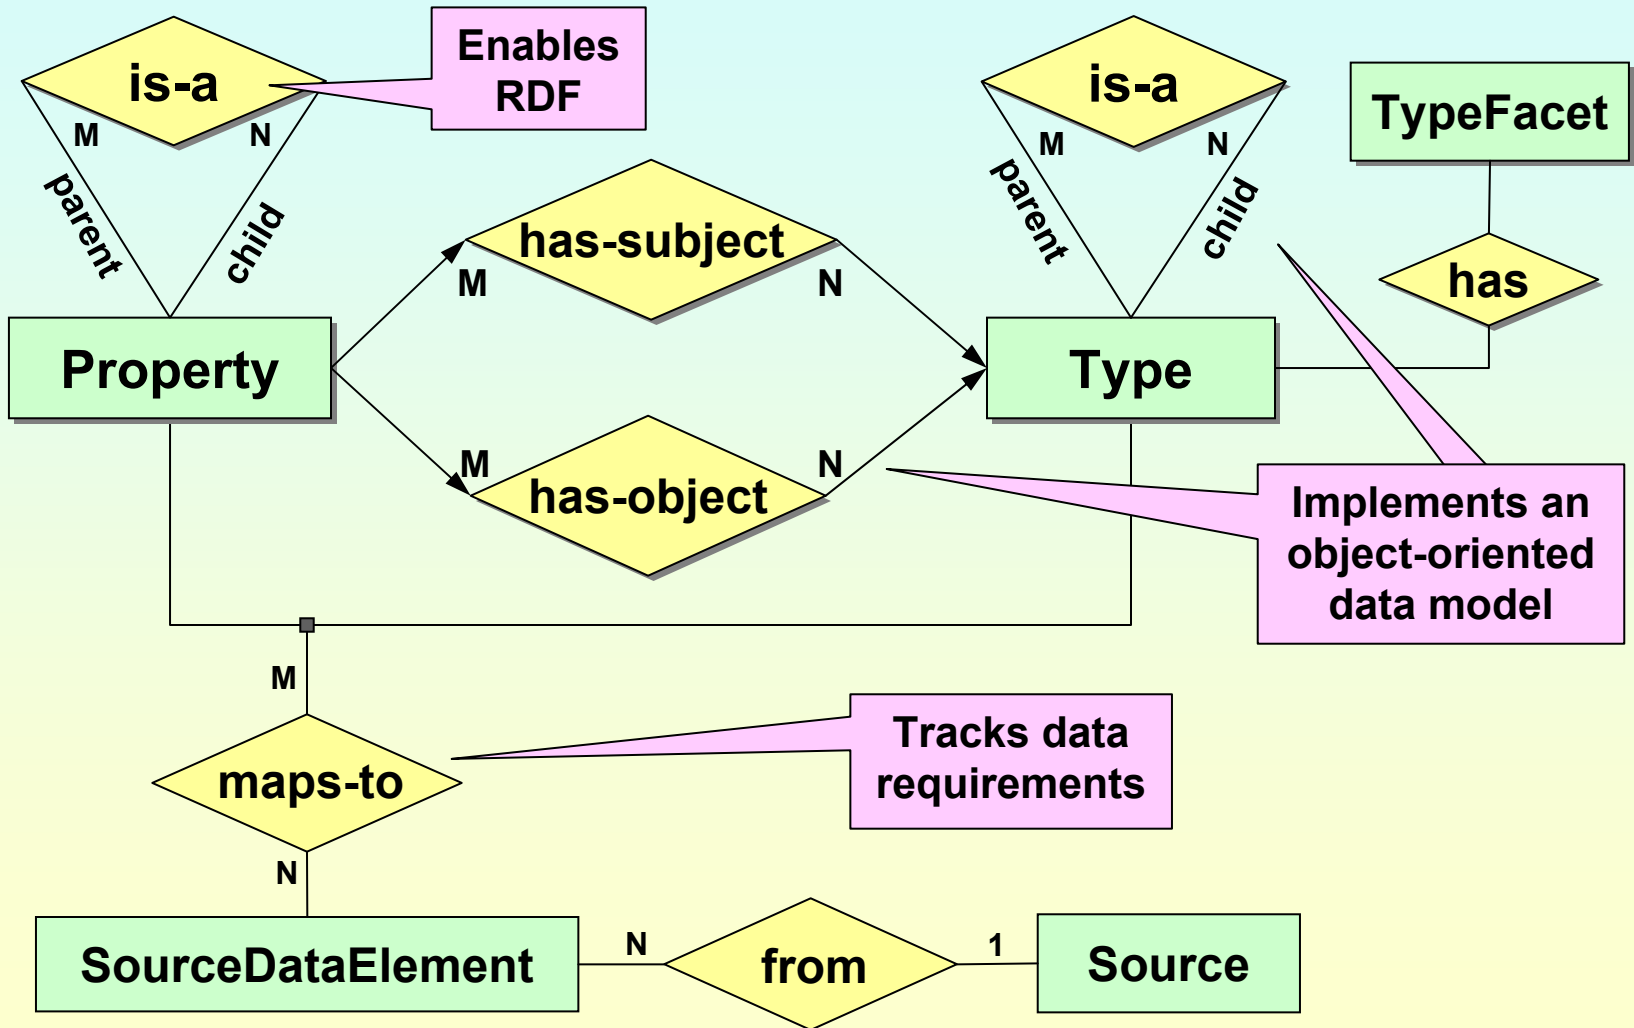 is-a
M
N
parent
child
Enables
RDF
is-a
M
N
parent
child
TypeFacet
has
has-subject
M
N
Property
Type
has-object
M
N
Implements an
object-oriented
data model
M
maps-to
N
Tracks data
requirements
SourceDataElement
N
from
1
Source